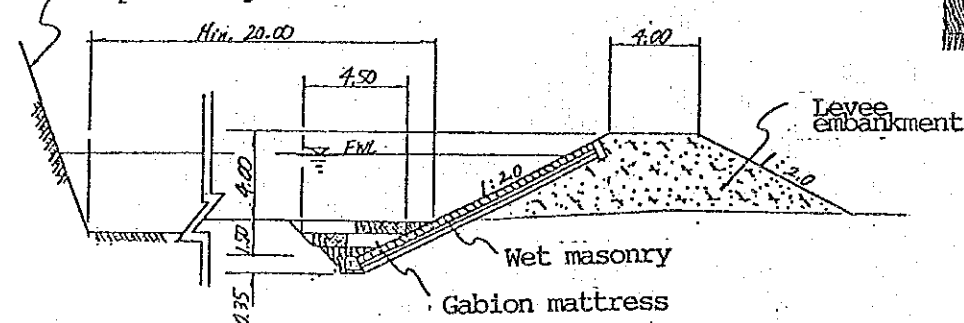 Min. 20.00
4.00
4.50
Levee
embankment
FWL
4.00
1:2.0
1:2.0
1.50
Wet masonry
Gabion mattress
0.35